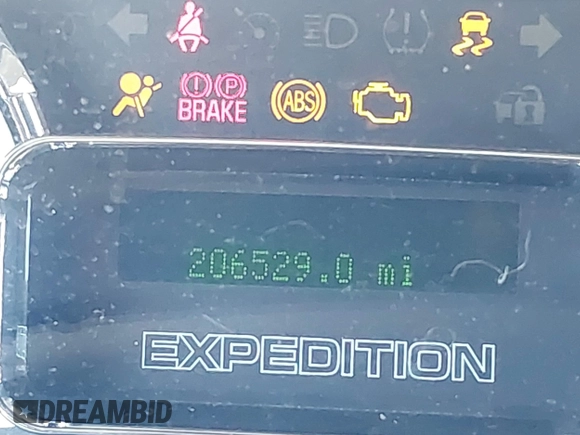 (!) (P)
BRAKE
ABS
206529.0 mi
EXPEDITION
DREAMBID